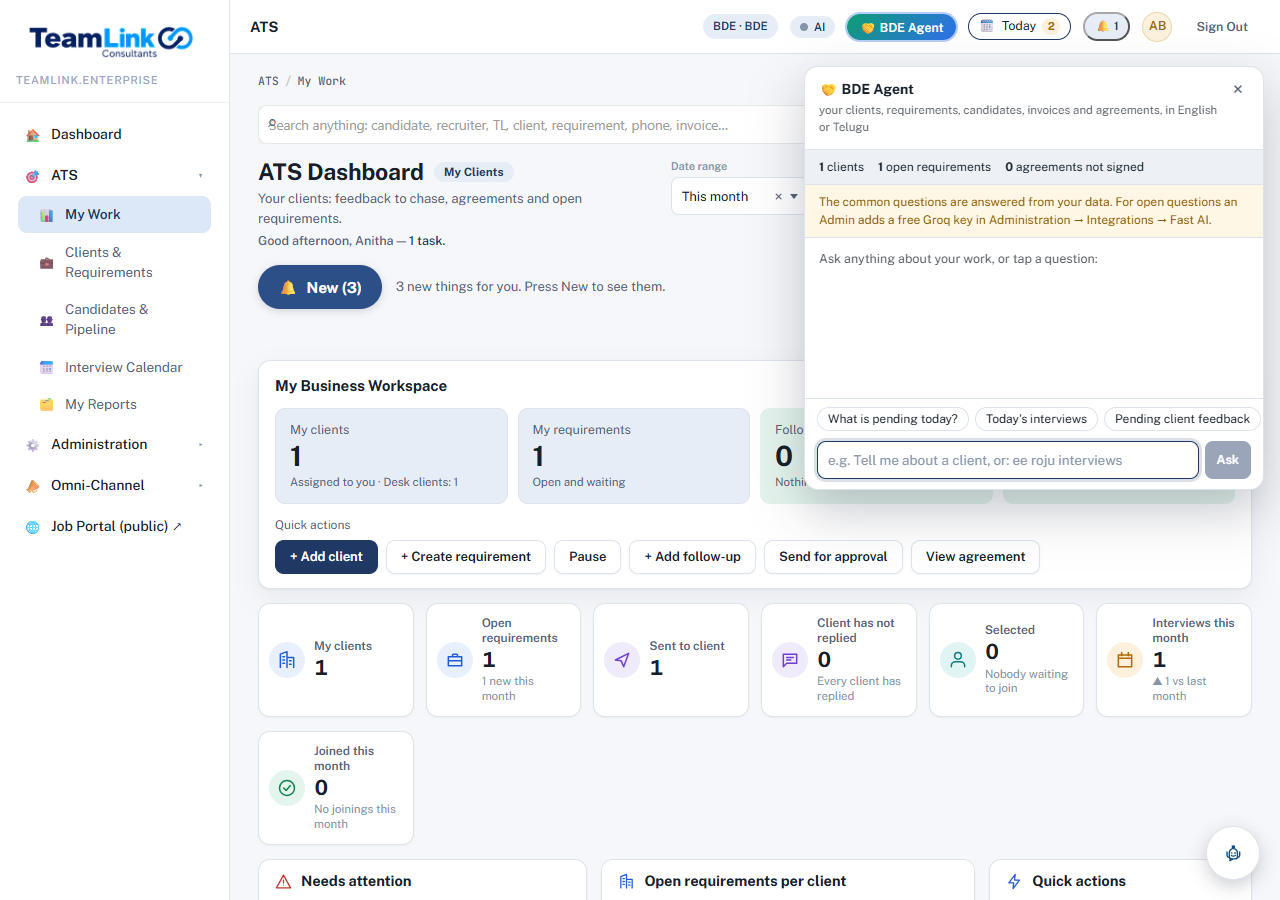 TeamLink
Consultants
TEAMLINK.ENTERPRISE
Dashboard
ATS
My Work
Clients &
Requirements
Candidates &
Pipeline
Interview Calendar
My Reports
Administration
Omni-Channel
Job Portal (public) ↗
ATS
BDE · BDE
AI
BDE Agent
Today 2
1
AB
Sign Out
ATS / My Work
Search anything: candidate, recruiter, TL, client, requirement, phone, invoice...
ATS Dashboard My Clients
Your clients: feedback to chase, agreements and open
requirements.
Good afternoon, Anitha — 1 task.
Date range
This month ×
New (3)
3 new things for you. Press New to see them.
BDE Agent ×
your clients, requirements, candidates, invoices and agreements, in English
or Telugu
1 clients 1 open requirements 0 agreements not signed
The common questions are answered from your data. For open questions an
Admin adds a free Groq key in Administration → Integrations → Fast AI.
Ask anything about your work, or tap a question:
What is pending today? Today's interviews Pending client feedback
e.g. Tell me about a client, or: ee roju interviews
Ask
My Business Workspace
My clients
1
Assigned to you · Desk clients: 1
My requirements
1
Open and waiting
Follo
0
Nothi
Quick actions
+ Add client
+ Create requirement
Pause
+ Add follow-up
Send for approval
View agreement
My clients
1
Open
requirements
1
1 new this
month
Sent to client
1
Client has not
replied
0
Every client has
replied
Selected
0
Nobody waiting
to join
Interviews this
month
1
▲ 1 vs last
month
Joined this
month
0
No joinings this
month
Needs attention
Open requirements per client
Quick actions